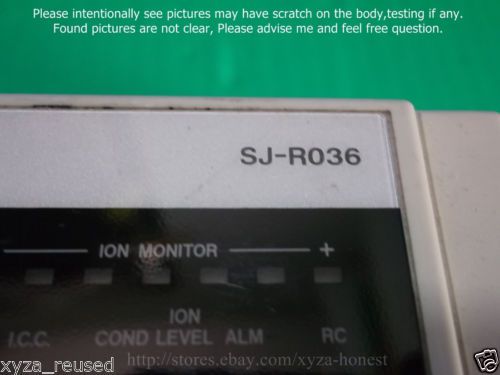 Please intentionally see pictures may have scratch on the body,testing if any.
Found pictures are not clear, Please advise me and feel free question.
SJ-R036
ION MONITOR +
ION
I.C.C. COND LEVEL ALM RC
xyza_reused http://stores.ebay.com/xyza-honest